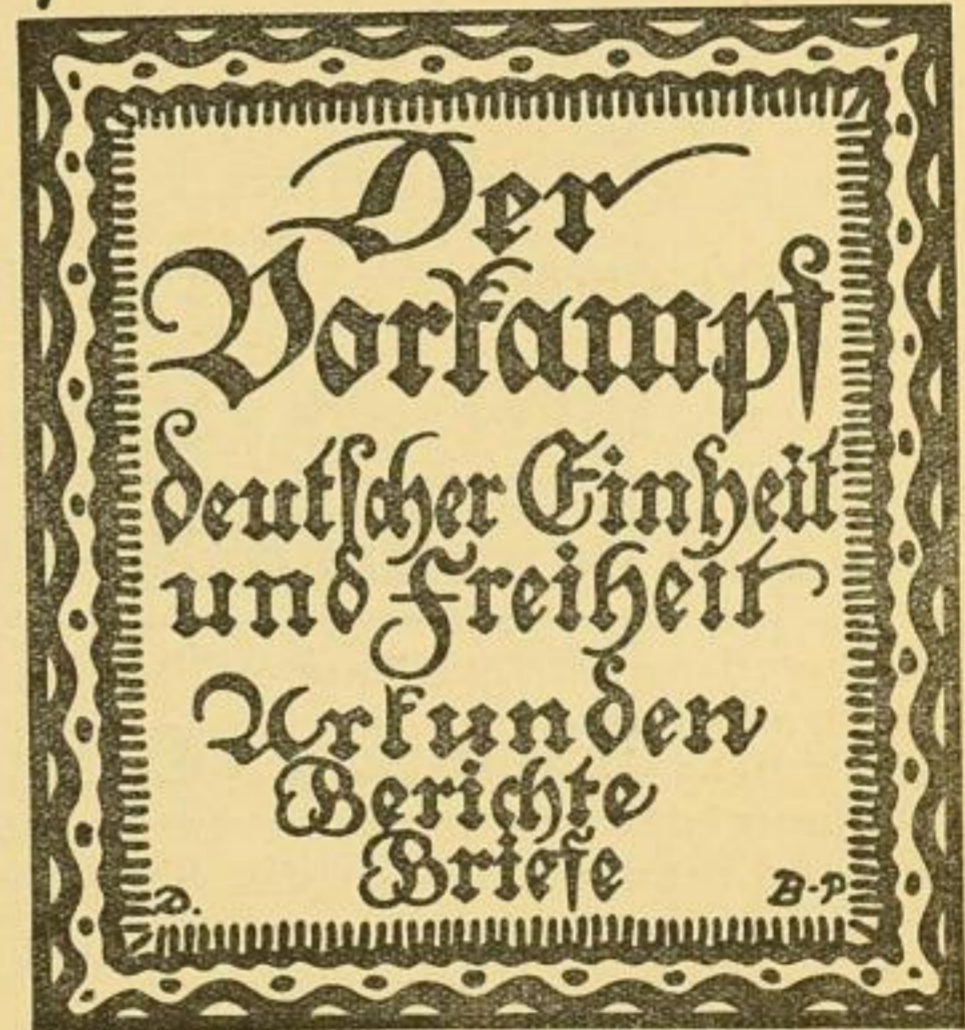 Der
Vorkampf
deutscher Einheit
und Freiheit
Urkunden
Berichte
Briefe
D. B-P